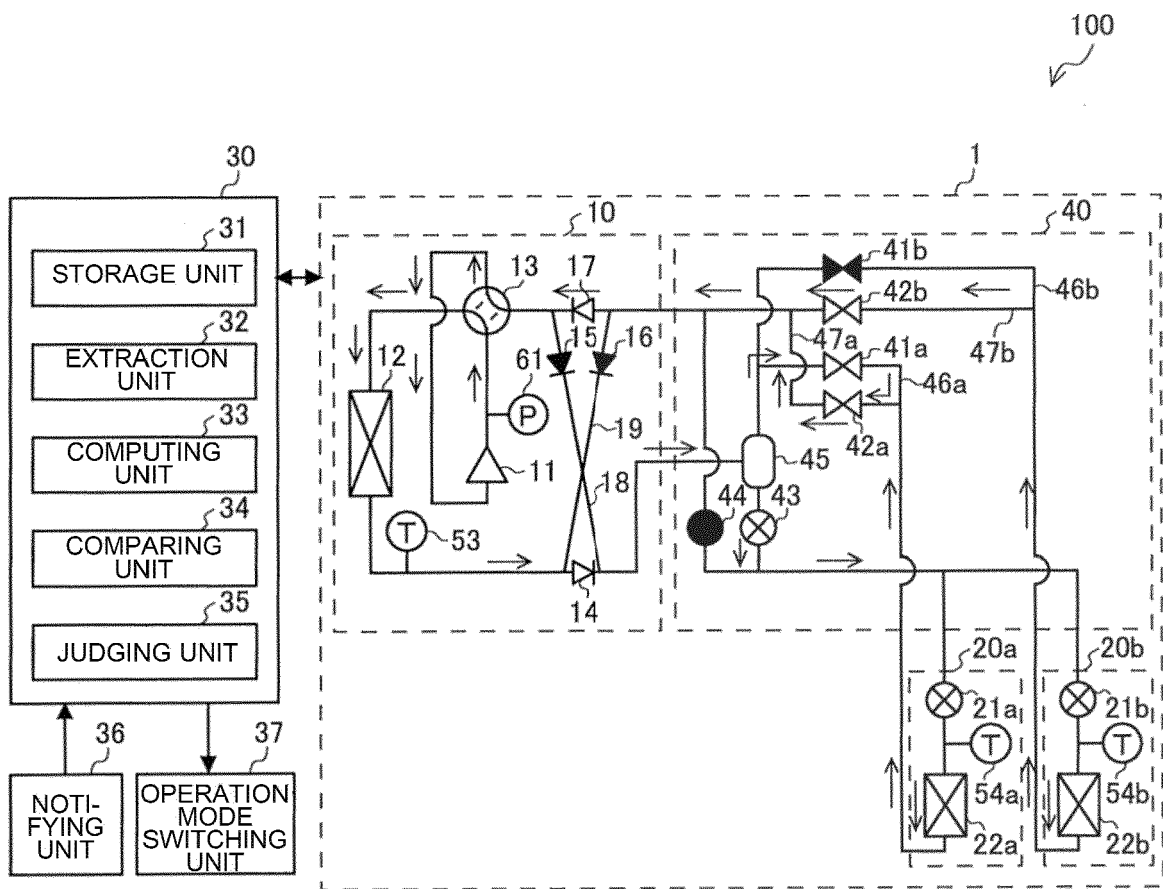 100
30
31
STORAGE UNIT
32
EXTRACTION
UNIT
33
COMPUTING
UNIT
34
COMPARING
UNIT
35
JUDGING UNIT
36
NOTI-
FYING
UNIT
37
OPERATION
MODE
SWITCHING
UNIT
1
10
40
13
17
15
16
12
61
P
11
19
18
T
53
14
41b
42b
46b
47b
47a
41a
46a
42a
45
44
43
20a
20b
21a
21b
T
T
54a
54b
22a
22b